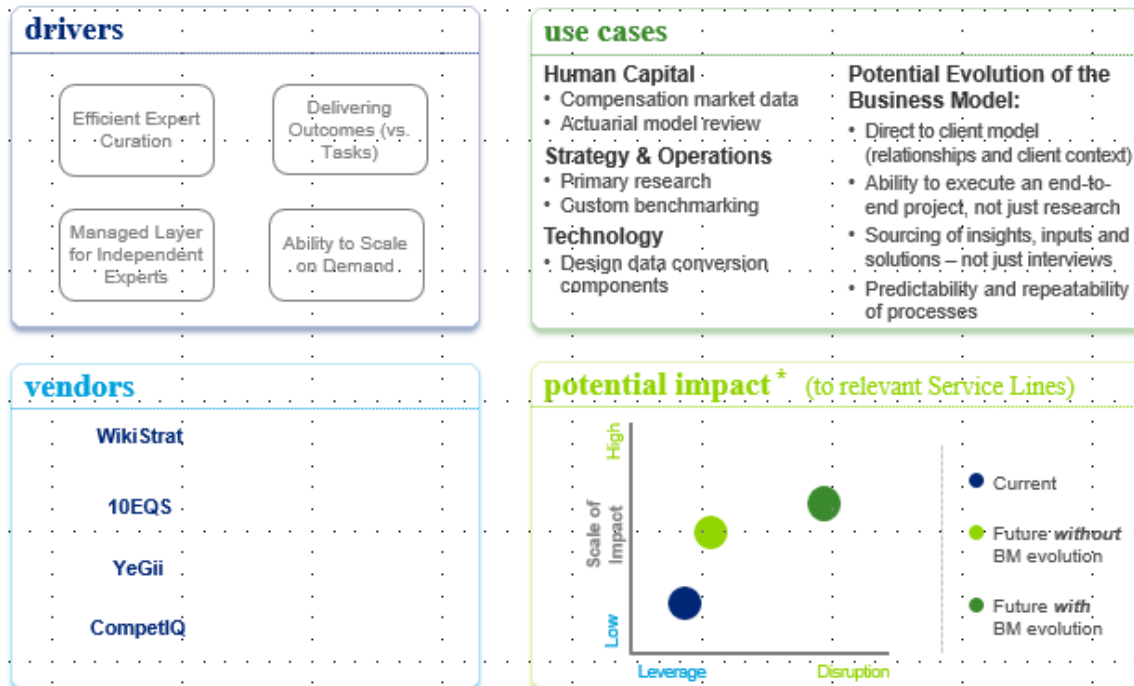 drivers
Efficient Expert
Curation
Delivering
Outcomes (vs.
Tasks)
Managed Layer
for Independent
Experts
Ability to Scale
on Demand
use cases
Human Capital
• Compensation market data
• Actuarial model review
Strategy & Operations
• Primary research
• Custom benchmarking
Technology
• Design data conversion
components
Potential Evolution of the
Business Model:
• Direct to client model
(relationships and client context)
• Ability to execute an end-to-
end project, not just research
• Sourcing of insights, inputs and
solutions – not just interviews
• Predictability and repeatability
of processes
vendors
WikiStrat
10EQS
YeGii
CompetIQ
potential impact* (to relevant Service Lines)
High
Scale of
Impact
Low
Leverage
Disruption
Current
Future without
BM evolution
Future with
BM evolution